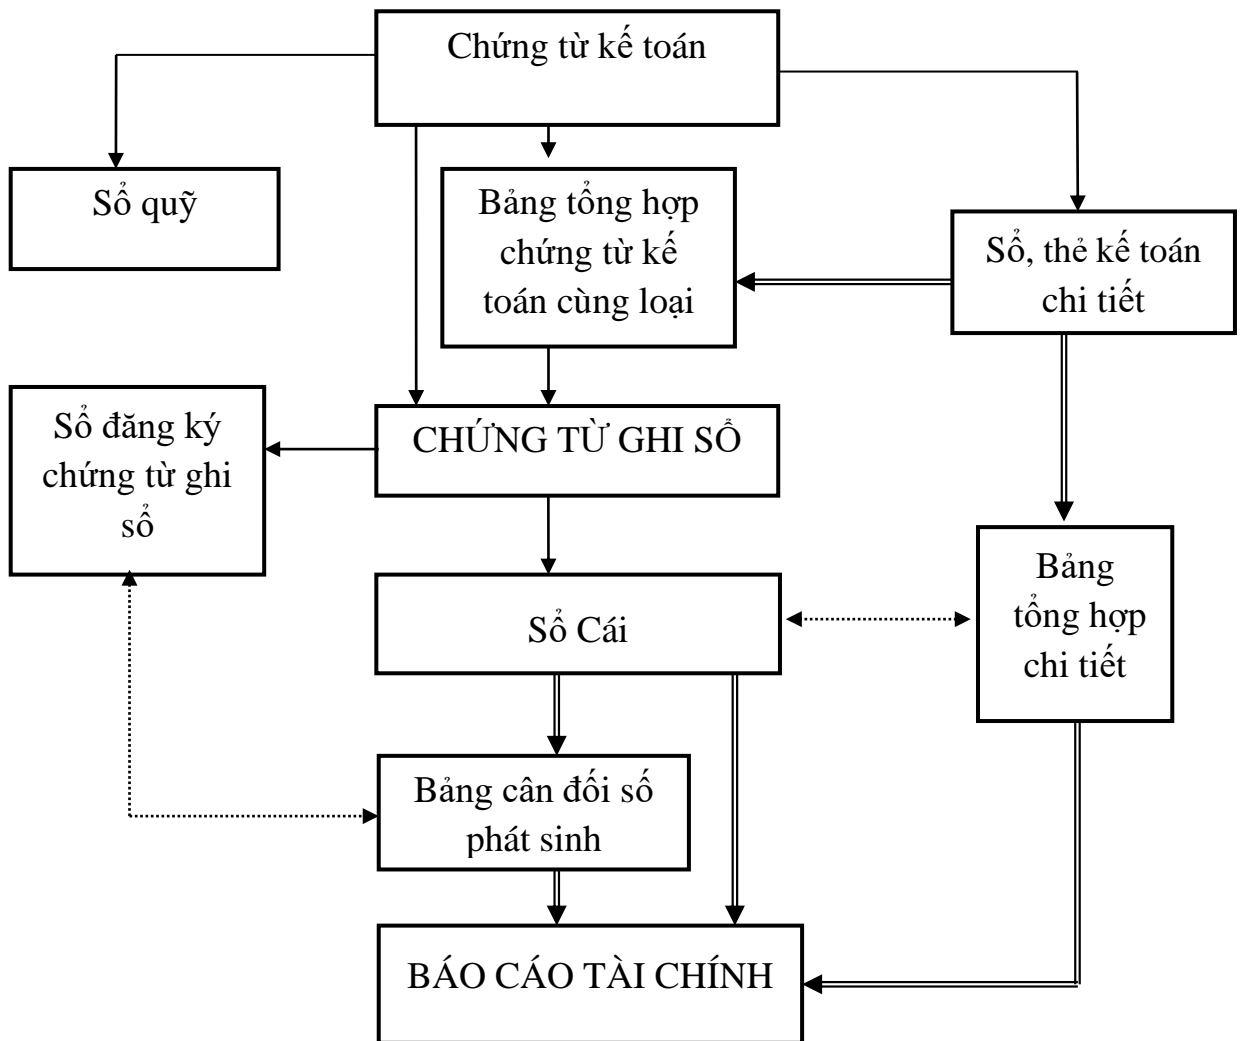 Chứng từ kế toán
Sổ quỹ
Bảng tổng hợp
chứng từ kế
toán cùng loại
Sổ, thẻ kế toán
chi tiết
Sổ đăng ký
chứng từ ghi
sổ
CHỨNG TỪ GHI SỔ
Sổ Cái
Bảng
tổng hợp
chi tiết
Bảng cân đối số
phát sinh
BÁO CÁO TÀI CHÍNH